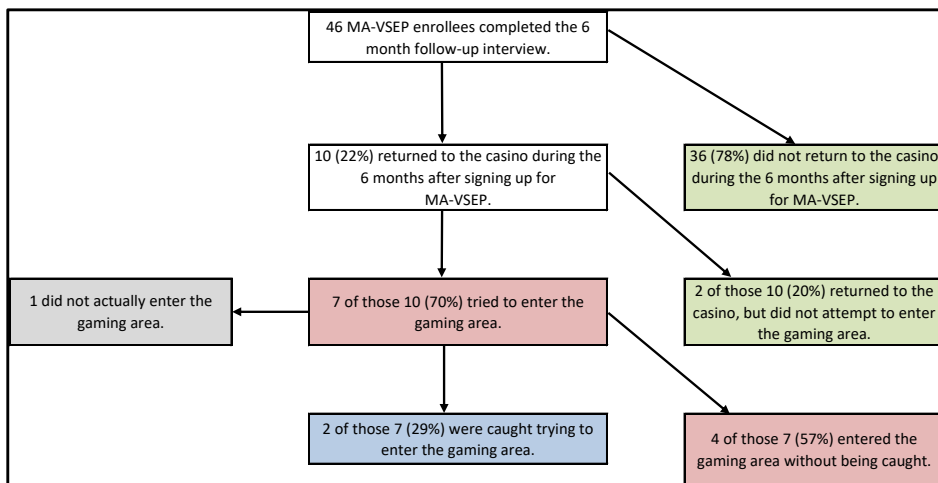 46 MA-VSEP enrollees completed the 6
month follow-up interview.
10 (22%) returned to the casino during the
6 months after signing up for
MA-VSEP.
36 (78%) did not return to the casino
during the 6 months after signing up
for MA-VSEP.
1 did not actually enter the
gaming area.
7 of those 10 (70%) tried to enter the
gaming area.
2 of those 10 (20%) returned to the
casino, but did not attempt to enter
the gaming area.
2 of those 7 (29%) were caught trying to
enter the gaming area.
4 of those 7 (57%) entered the
gaming area without being caught.